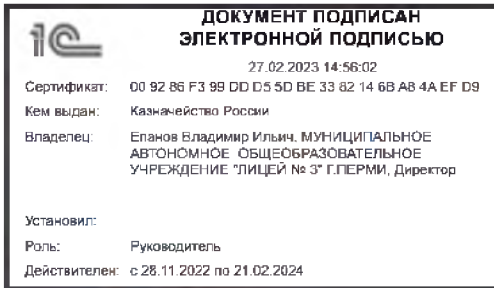 1С
ДОКУМЕНТ ПОДПИСАН
ЭЛЕКТРОННОЙ ПОДПИСЬЮ
27.02.2023 14:56:02
Сертификат: 00 92 86 F3 99 DD D5 5D BE 33 82 14 6B A8 4A EF D9
Кем выдан: Казначейство России
Владелец: Епанов Владимир Ильич, МУНИЦИПАЛЬНОЕ
АВТОНОМНОЕ ОБЩЕОБРАЗОВАТЕЛЬНОЕ
УЧРЕЖДЕНИЕ "ЛИЦЕЙ № 3" Г.ПЕРМИ, Директор
Установил:
Роль: Руководитель
Действителен: с 28.11.2022 по 21.02.2024